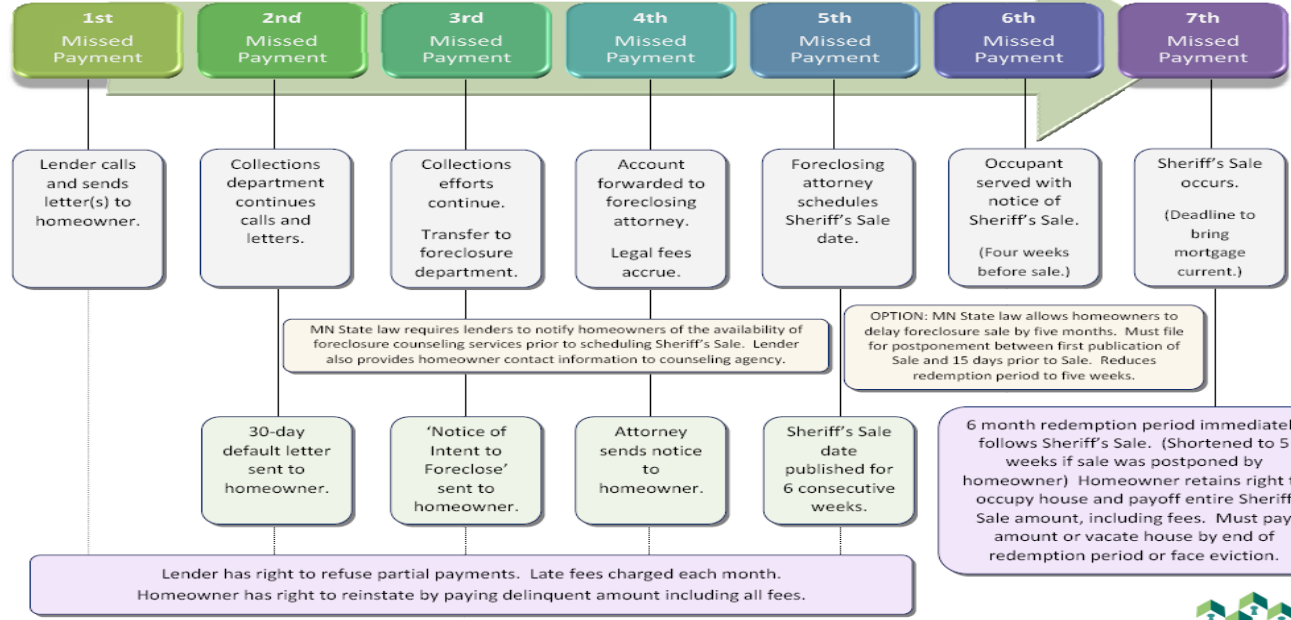 1st
Missed
Payment
2nd
Missed
Payment
3rd
Missed
Payment
4th
Missed
Payment
5th
Missed
Payment
6th
Missed
Payment
7th
Missed
Payment
Lender calls
and sends
letter(s) to
homeowner.
Collections
department
continues
calls and
letters.
Collections
efforts
continue.
Transfer to
foreclosure
department.
Account
forwarded to
foreclosing
attorney.
Legal fees
accrue.
Foreclosing
attorney
schedules
Sheriff's Sale
date.
Occupant
served with
notice of
Sheriff's Sale.
(Four weeks
before sale.)
Sheriff's Sale
occurs.
(Deadline to
bring
mortgage
current.)
MN State law requires lenders to notify homeowners of the availability of
foreclosure counseling services prior to scheduling Sheriff's Sale. Lender
also provides homeowner contact information to counseling agency.
OPTION: MN State law allows homeowners to
delay foreclosure sale by five months. Must file
for postponement between first publication of
Sale and 15 days prior to Sale. Reduces
redemption period to five weeks.
30-day
default letter
sent to
homeowner.
'Notice of
Intent to
Foreclose'
sent to
homeowner.
Attorney
sends notice
to
homeowner.
Sheriff's Sale
date
published for
6 consecutive
weeks.
6 month redemption period immediatel
follows Sheriff's Sale. (Shortened to 5
weeks if sale was postponed by
homeowner) Homeowner retains right t
occupy house and payoff entire Sheriff
Sale amount, including fees. Must pay
amount or vacate house by end of
redemption period or face eviction.
Lender has right to refuse partial payments. Late fees charged each month.
Homeowner has right to reinstate by paying delinquent amount including all fees.